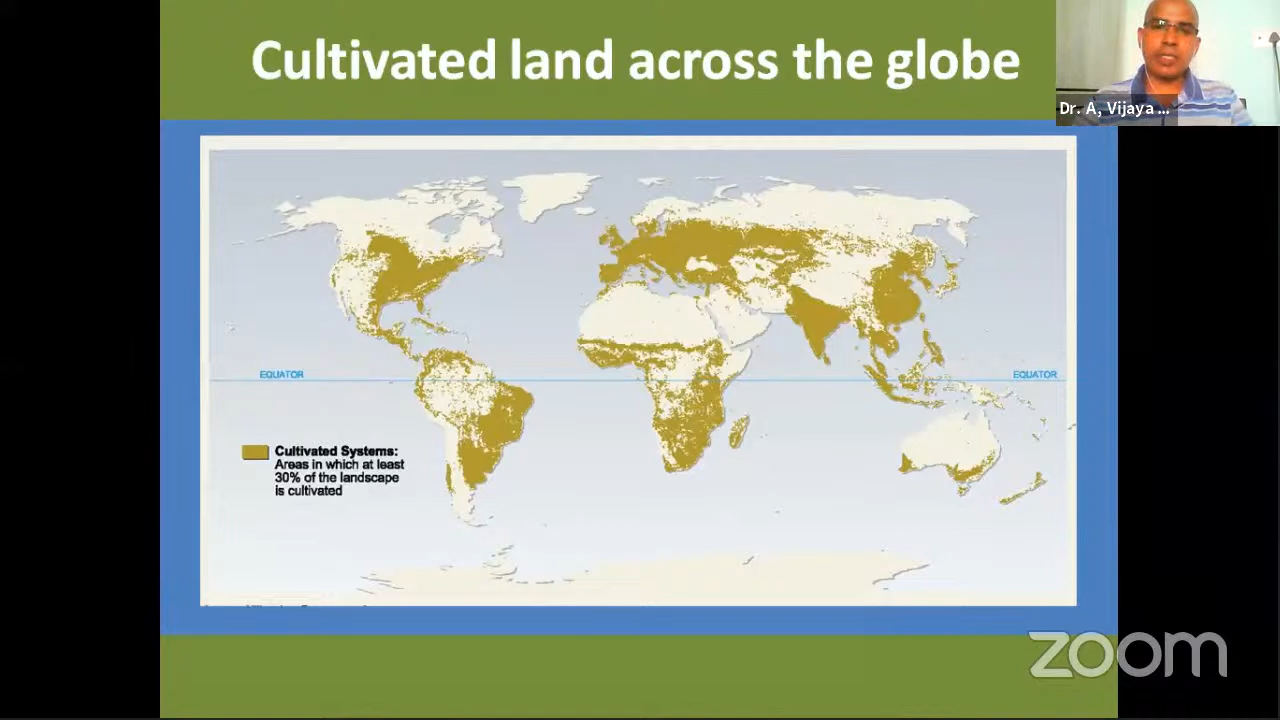 Cultivated land across the globe
Dr. A, Vijaya ...
EQUATOR
EQUATOR
Cultivated Systems:
Areas in which at least
30% of the landscape
is cultivated
zoom